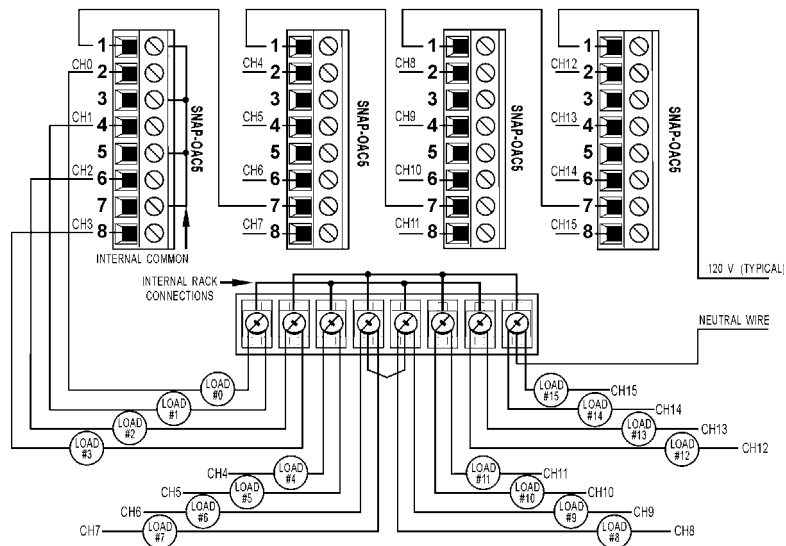 1
CH0
2
3
CH1
4
5
CH2
6
7
CH3
8
SNAP-OAC5
INTERNAL COMMON
1
CH4
2
3
CH5
4
5
CH6
6
7
CH7
8
SNAP-OAC5
1
CH8
2
3
CH9
4
5
CH10
6
7
CH11
8
SNAP-OAC5
1
CH12
2
3
CH13
4
5
CH14
6
7
CH15
8
SNAP-OAC5
120 V (TYPICAL)
INTERNAL RACK
CONNECTIONS
NEUTRAL WIRE
LOAD
#0
LOAD
#1
LOAD
#2
LOAD
#3
CH4
LOAD
#4
CH5
LOAD
#5
CH6
LOAD
#6
CH7
LOAD
#7
LOAD
#15
CH15
LOAD
#14
CH14
LOAD
#13
CH13
LOAD
#12
CH12
LOAD
#11
CH11
LOAD
#10
CH10
LOAD
#9
CH9
LOAD
#8
CH8